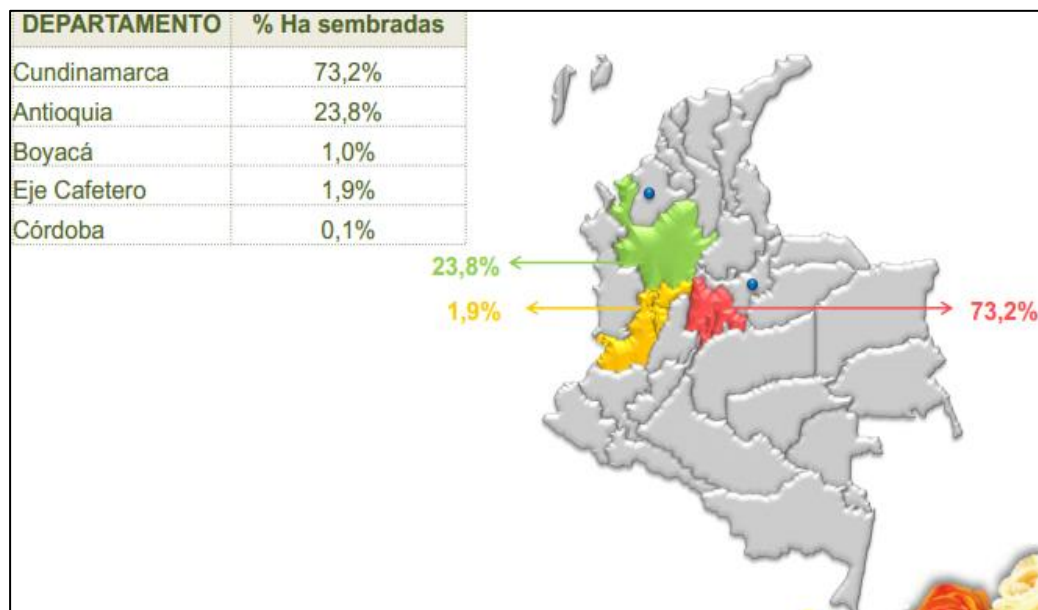 DEPARTAMENTO % Ha sembradas
Cundinamarca 73,2%
Antioquia 23,8%
Boyacá 1,0%
Eje Cafetero 1,9%
Córdoba 0,1%
23,8%
1,9%
73,2%